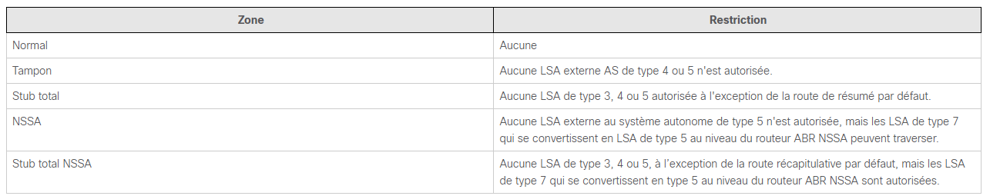 Zone Restriction
Normal Aucune
Tampon Aucune LSA externe AS de type 4 ou 5 n'est autorisée.
Stub total Aucune LSA de type 3, 4 ou 5 autorisée à l'exception de la route de résumé par défaut.
NSSA Aucune LSA externe au système autonome de type 5 n'est autorisée, mais les LSA de type 7
qui se convertissent en LSA de type 5 au niveau du routeur ABR NSSA peuvent traverser.
Stub total NSSA Aucune LSA de type 3, 4 ou 5, à l’exception de la route récapitulative par défaut, mais les LSA
de type 7 qui se convertissent en type 5 au niveau du routeur ABR NSSA sont autorisées.